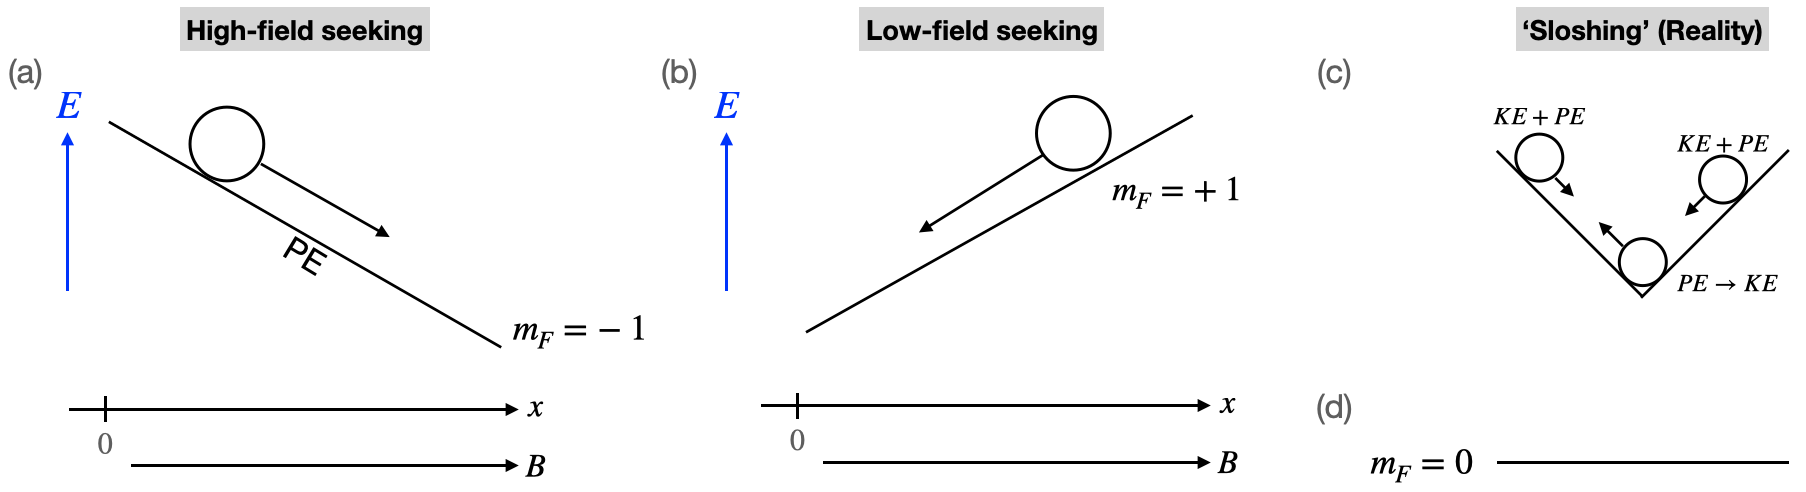 High-field seeking
(a)
E
PE
m_F = − 1
x
0
B
Low-field seeking
(b)
E
m_F = + 1
x
0
B
‘Sloshing’ (Reality)
(c)
KE + PE
KE + PE
PE → KE
(d)
m_F = 0